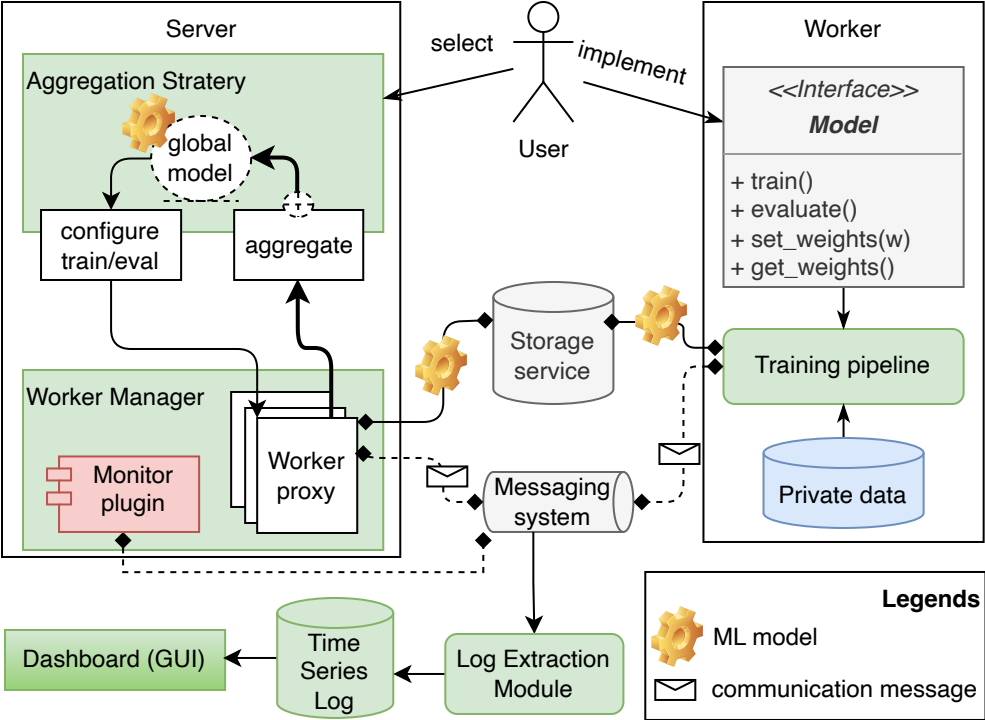 Server
Aggregation Stratery
global
model
configure
train/eval
aggregate
Worker Manager
Monitor
plugin
Worker
proxy
select
implement
User
Worker
<<Interface>>
Model
+ train()
+ evaluate()
+ set_weights(w)
+ get_weights()
Storage
service
Training pipeline
Private data
Messaging
system
Dashboard (GUI)
Time
Series
Log
Log Extraction
Module
Legends
ML model
communication message